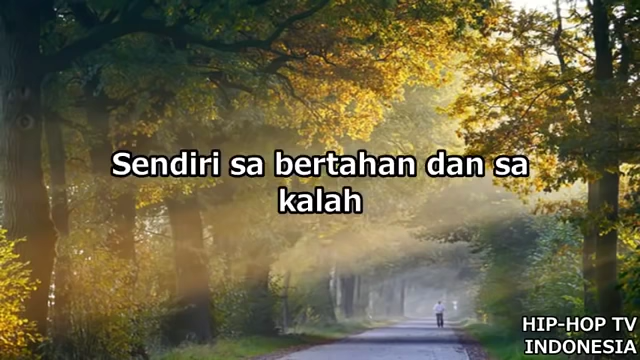 Sendiri sa bertahan dan sa
kalah
HIP-HOP TV
INDONESIA